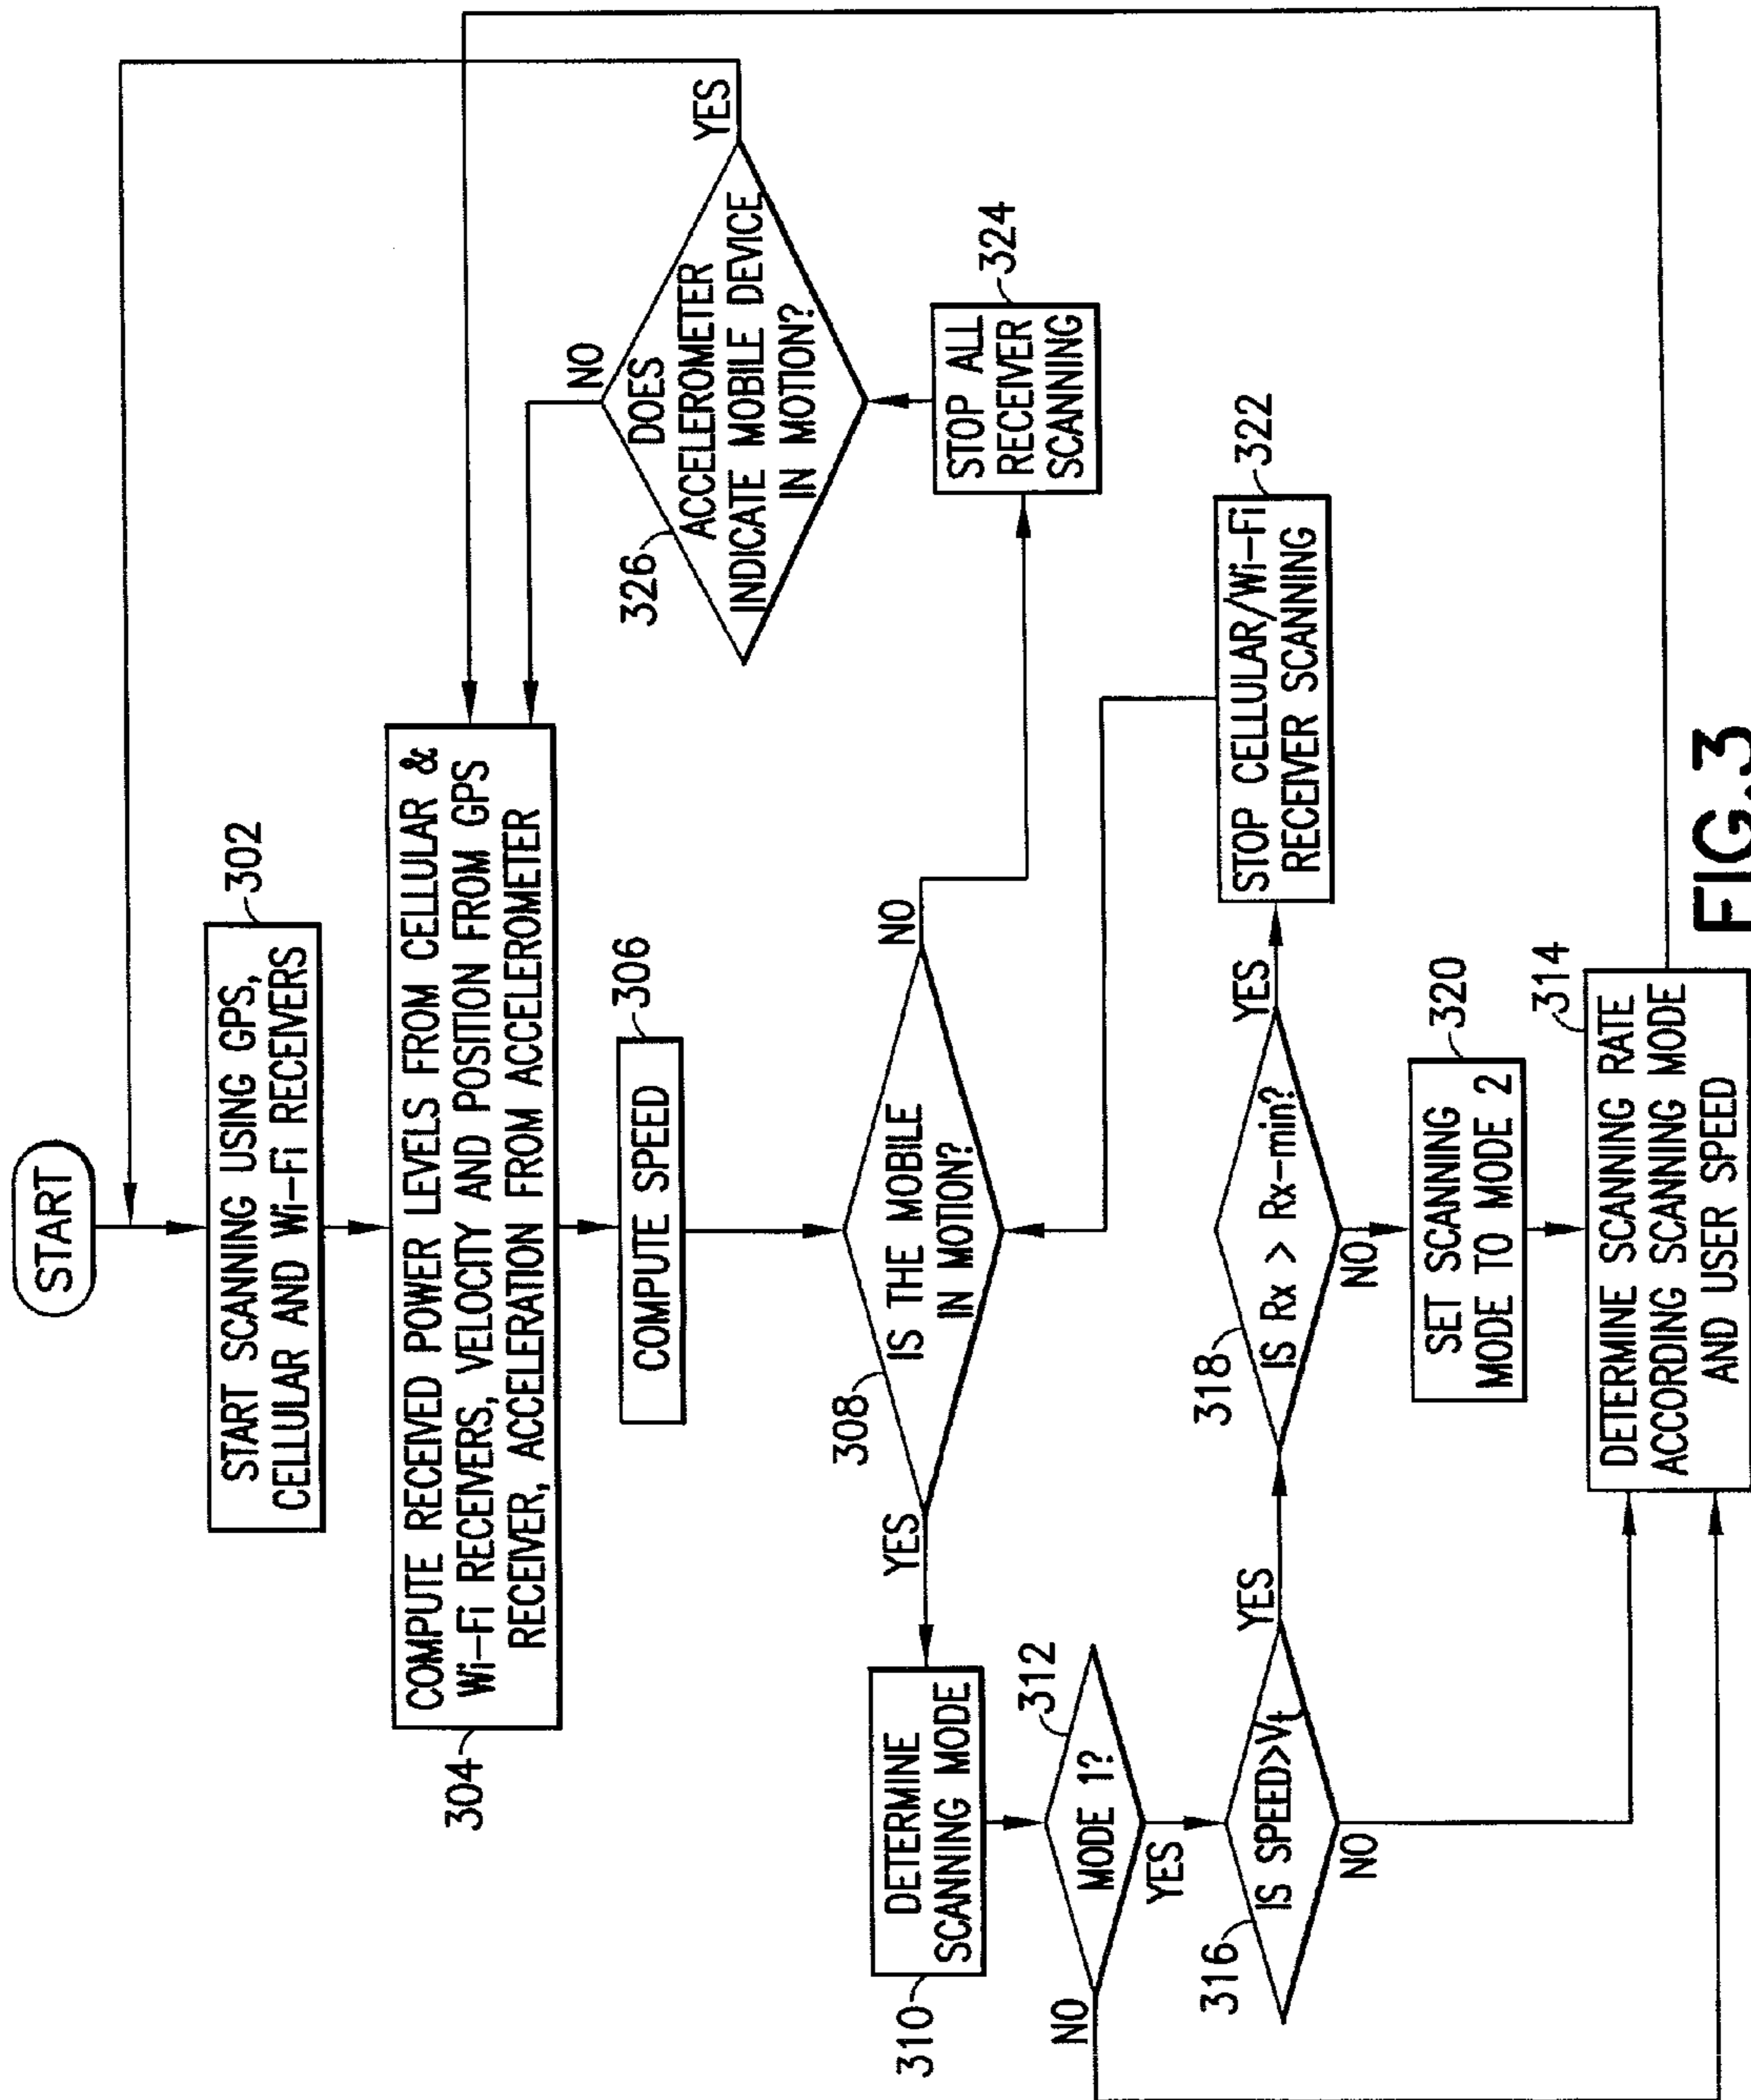 START
START SCANNING USING GPS,
CELLULAR AND Wi-Fi RECEIVERS
302
COMPUTE RECEIVED POWER LEVELS FROM CELLULAR &
Wi-Fi RECEIVERS, VELOCITY AND POSITION FROM GPS
RECEIVER, ACCELERATION FROM ACCELEROMETER
304
COMPUTE SPEED
306
IS THE MOBILE
IN MOTION?
308
YES
NO
DETERMINE
SCANNING MODE
310
MODE 1?
312
NO
YES
IS SPEED>Vt
316
YES
NO
IS Rx > Rx-min?
318
YES
NO
SET SCANNING
MODE TO MODE 2
320
STOP CELLULAR/Wi-Fi
RECEIVER SCANNING
322
STOP ALL
RECEIVER
SCANNING
324
DOES
ACCELEROMETER
INDICATE MOBILE DEVICE
IN MOTION?
326
NO
YES
DETERMINE SCANNING RATE
ACCORDING SCANNING MODE
AND USER SPEED
314
FIG.3